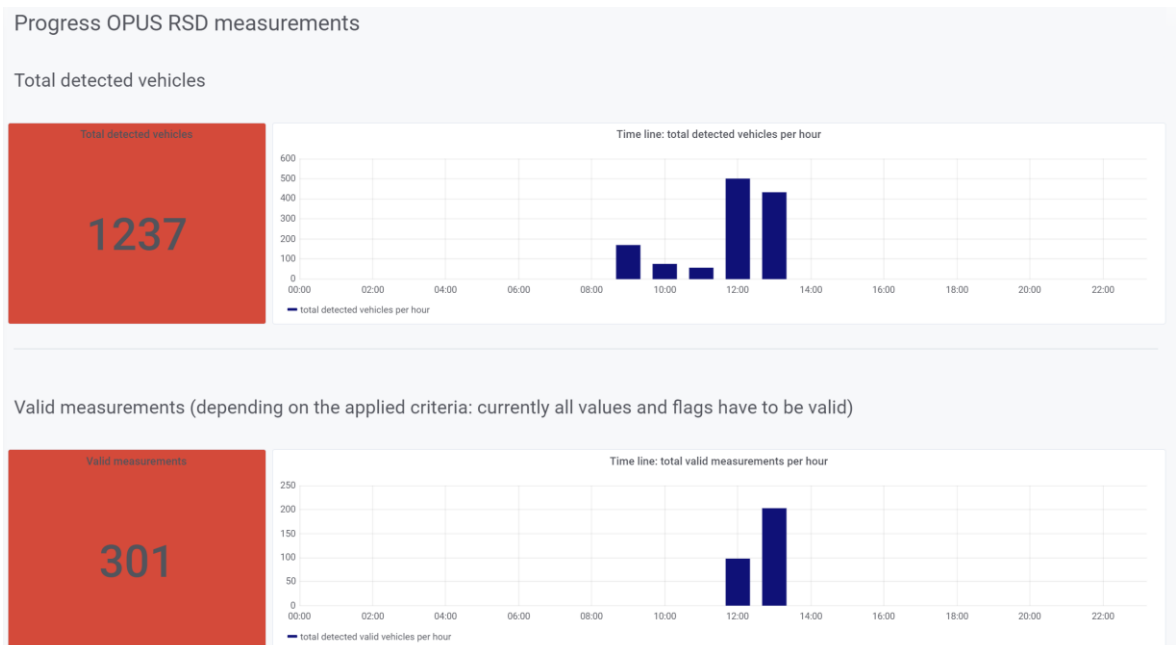 Progress OPUS RSD measurements
Total detected vehicles
Total detected vehicles
1237
Time line: total detected vehicles per hour
600
500
400
300
200
100
0
00:00 02:00 04:00 06:00 08:00 10:00 12:00 14:00 16:00 18:00 20:00 22:00
total detected vehicles per hour
Valid measurements (depending on the applied criteria: currently all values and flags have to be valid)
Valid measurements
301
Time line: total valid measurements per hour
250
200
150
100
50
0
00:00 02:00 04:00 06:00 08:00 10:00 12:00 14:00 16:00 18:00 20:00 22:00
total detected valid vehicles per hour